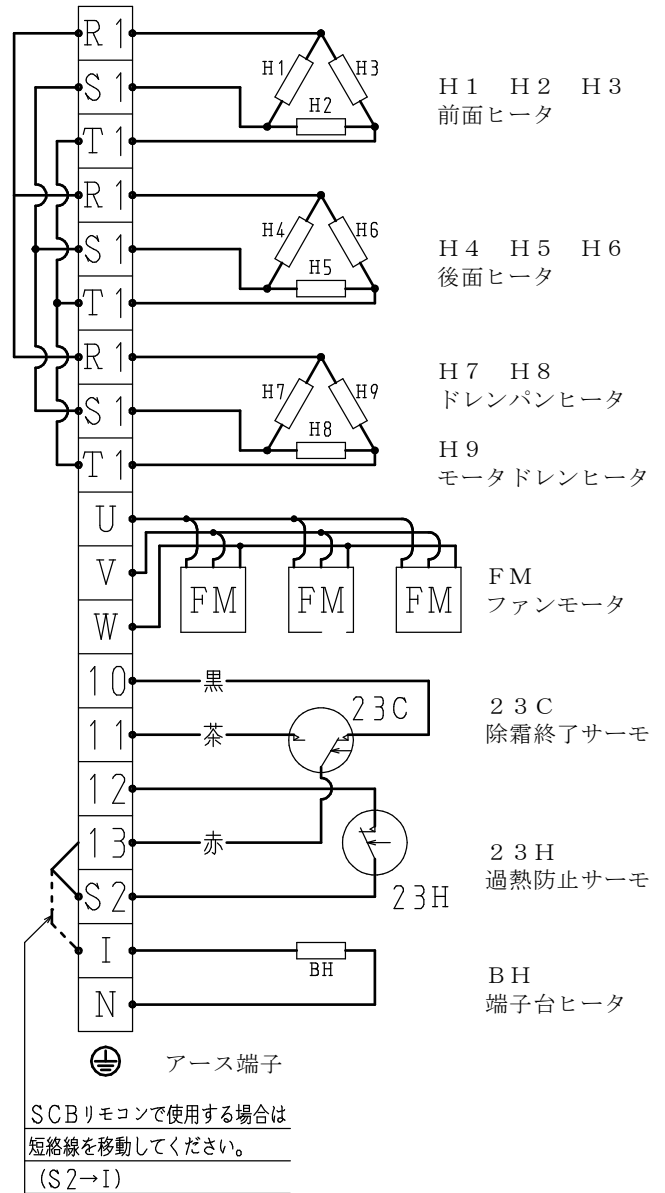 R1
H1
H3
H2
S1
T1
H1 H2 H3
前面ヒータ
R1
H4
H6
H5
S1
T1
H4 H5 H6
後面ヒータ
R1
H7
H9
H8
S1
T1
H7 H8
ドレンパンヒータ
H9
モータドレンヒータ
U
V
W
FM
FM
FM
FM
ファンモータ
10
黒
11
茶
23C
23C
除霜終了サーモ
12
13
赤
S2
23H
23H
過熱防止サーモ
I
BH
N
BH
端子台ヒータ
アース端子
SCBリモコンで使用する場合は
短絡線を移動してください。
(S2→I)